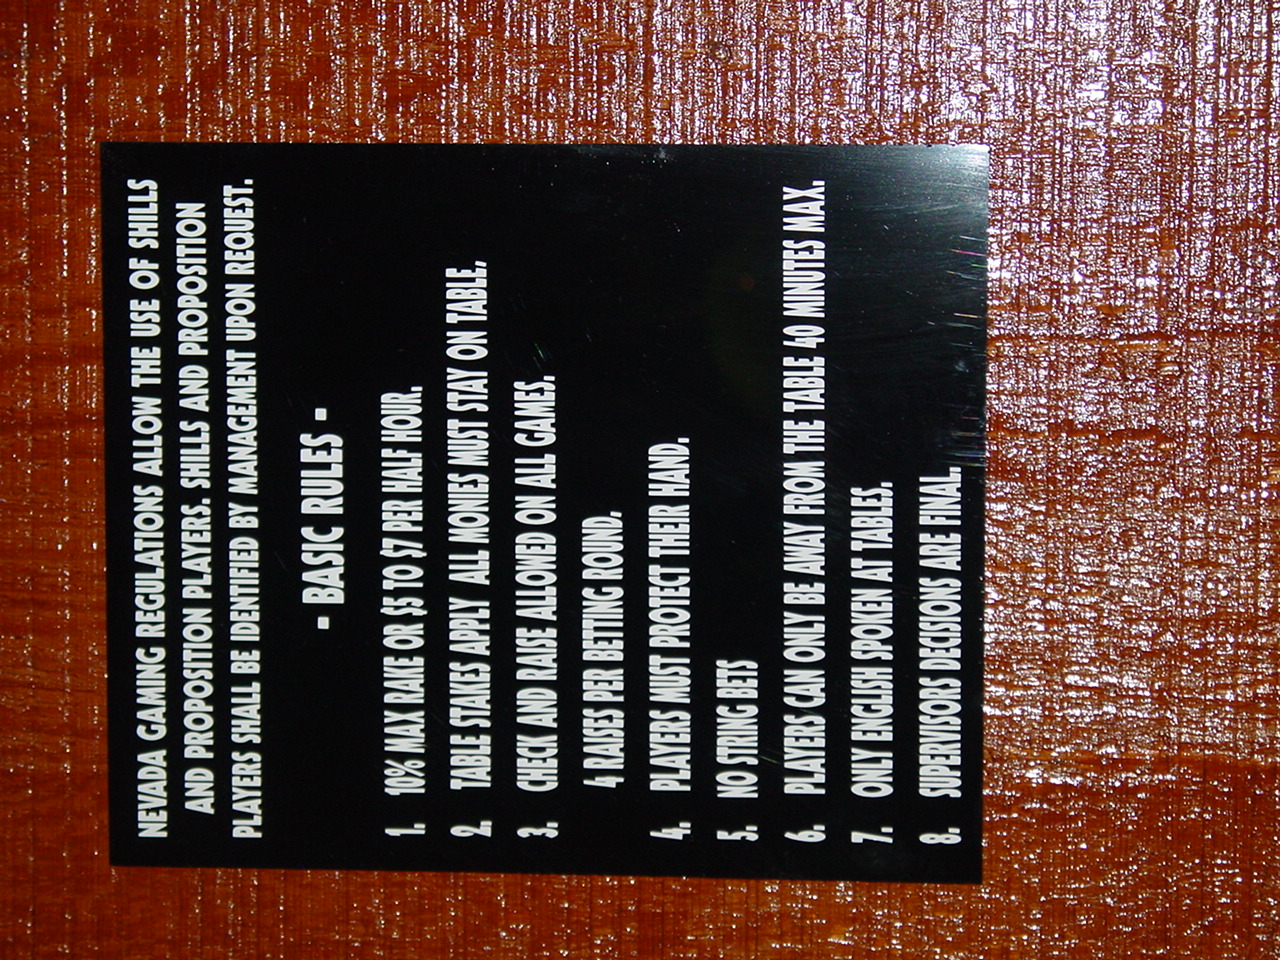 NEVADA GAMING REGULATIONS ALLOW THE USE OF SHILLS
AND PROPOSITION PLAYERS. SHILLS AND PROPOSITION
PLAYERS SHALL BE IDENTIFIED BY MANAGEMENT UPON REQUEST.
- BASIC RULES -
1. 10% MAX RAKE OR $5 TO $7 PER HALF HOUR.
2. TABLE STAKES APPLY ALL MONIES MUST STAY ON TABLE.
3. CHECK AND RAISE ALLOWED ON ALL GAMES.
4 RAISES PER BETTING ROUND.
4. PLAYERS MUST PROTECT THEIR HAND.
5. NO STRING BETS
6. PLAYERS CAN ONLY BE AWAY FROM THE TABLE 40 MINUTES MAX.
7. ONLY ENGLISH SPOKEN AT TABLES.
8. SUPERVISORS DECISIONS ARE FINAL.